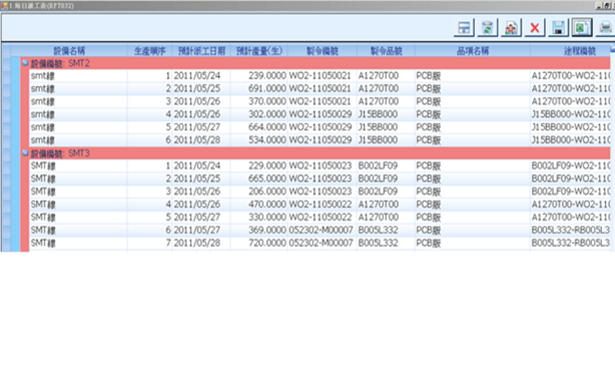 每日派工表(RPT032)
設備名稱 生產順序 預計派工日期 預計產量(生) 製令編號 製令品號 品項名稱 途程編號
設備編號: SMT2
smt線 1 2011/05/24 239.0000 WO2-11050021 A1270T00 PCB版 A1270T00-WO2-110
smt線 2 2011/05/25 691.0000 WO2-11050021 A1270T00 PCB版 A1270T00-WO2-110
smt線 3 2011/05/26 370.0000 WO2-11050021 A1270T00 PCB版 A1270T00-WO2-110
smt線 4 2011/05/26 302.0000 WO2-11050029 J15BB000 PCB版 J15BB000-WO2-110
smt線 5 2011/05/27 664.0000 WO2-11050029 J15BB000 PCB版 J15BB000-WO2-110
smt線 6 2011/05/28 534.0000 WO2-11050029 J15BB000 PCB版 J15BB000-WO2-110
設備編號: SMT3
SMT線 1 2011/05/24 229.0000 WO2-11050023 B002LF09 PCB版 B002LF09-WO2-110
SMT線 2 2011/05/25 665.0000 WO2-11050023 B002LF09 PCB版 B002LF09-WO2-110
SMT線 3 2011/05/26 206.0000 WO2-11050023 B002LF09 PCB版 B002LF09-WO2-110
SMT線 4 2011/05/26 470.0000 WO2-11050022 A1270T00 PCB版 A1270T00-WO2-110
SMT線 5 2011/05/27 330.0000 WO2-11050022 A1270T00 PCB版 A1270T00-WO2-110
SMT線 6 2011/05/27 369.0000 052302-M00007 B005L332 PCB版 B005L332-RB005L3
SMT線 7 2011/05/28 720.0000 052302-M00007 B005L332 PCB版 B005L332-RB005L3